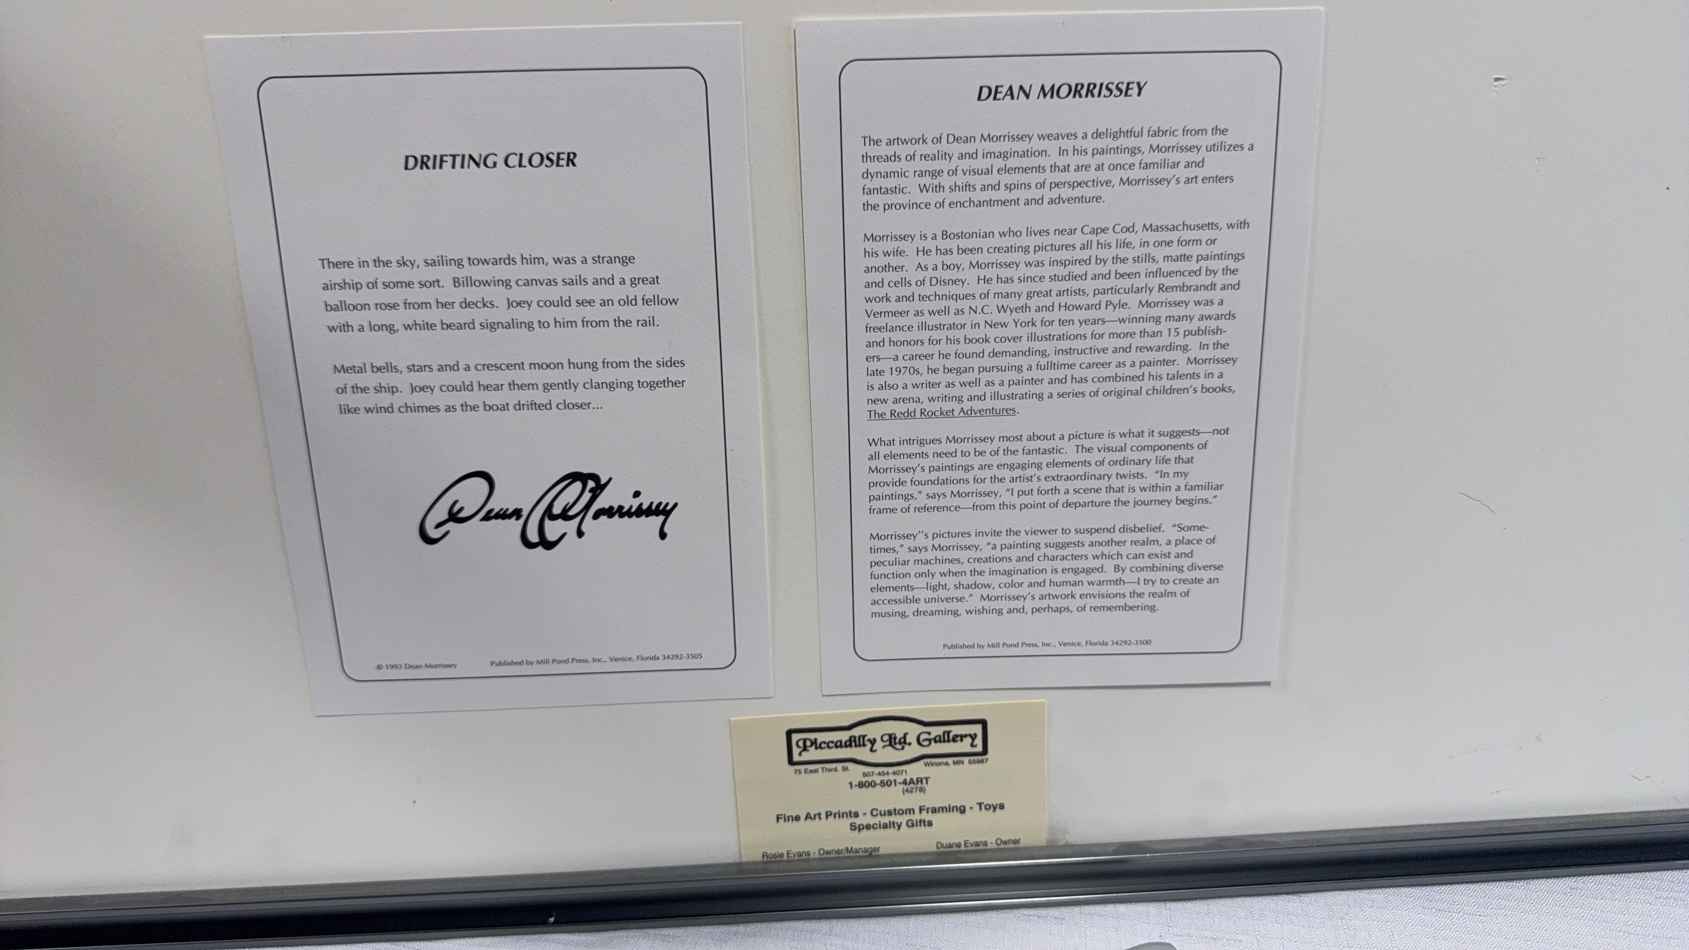 DRIFTING CLOSER
There in the sky, sailing towards him, was a strange
airship of some sort. Billowing canvas sails and a great
balloon rose from her decks. Joey could see an old fellow
with a long, white beard signaling to him from the rail.
Metal bells, stars and a crescent moon hung from the sides
of the ship. Joey could hear them gently clanging together
like wind chimes as the boat drifted closer...
Dean Morrissey
© 1993 Dean Morrissey Published by Mill Pond Press, Inc., Venice, Florida 34292-3505
DEAN MORRISSEY
The artwork of Dean Morrissey weaves a delightful fabric from the
threads of reality and imagination. In his paintings, Morrissey utilizes a
dynamic range of visual elements that are at once familiar and
fantastic. With shifts and spins of perspective, Morrissey's art enters
the province of enchantment and adventure.
Morrissey is a Bostonian who lives near Cape Cod, Massachusetts, with
his wife. He has been creating pictures all his life, in one form or
another. As a boy, Morrissey was inspired by the stills, matte paintings
and cells of Disney. He has since studied and been influenced by the
work and techniques of many great artists, particularly Rembrandt and
Vermeer as well as N.C. Wyeth and Howard Pyle. Morrissey was a
freelance illustrator in New York for ten years—winning many awards
and honors for his book cover illustrations for more than 15 publish-
ers—a career he found demanding, instructive and rewarding. In the
late 1970s, he began pursuing a fulltime career as a painter. Morrissey
is also a writer as well as a painter and has combined his talents in a
new arena, writing and illustrating a series of original children's books,
The Redd Rocket Adventures.
What intrigues Morrissey most about a picture is what it suggests—not
all elements need to be of the fantastic. The visual components of
Morrissey's paintings are engaging elements of ordinary life that
provide foundations for the artist's extraordinary twists. "In my
paintings," says Morrissey, "I put forth a scene that is within a familiar
frame of reference—from this point of departure the journey begins."
Morrissey''s pictures invite the viewer to suspend disbelief. "Some-
times," says Morrissey, "a painting suggests another realm, a place of
peculiar machines, creations and characters which can exist and
function only when the imagination is engaged. By combining diverse
elements—light, shadow, color and human warmth—I try to create an
accessible universe." Morrissey's artwork envisions the realm of
musing, dreaming, wishing and, perhaps, of remembering.
Published by Mill Pond Press, Inc., Venice, Florida 34292-3500
Piccadilly Ltd. Gallery
75 East Third. St. 507-454-4071 Winona, MN 55987
1-800-501-4ART
(4278)
Fine Art Prints - Custom Framing - Toys
Specialty Gifts
Rosie Evans - Owner/Manager Duane Evans - Owner